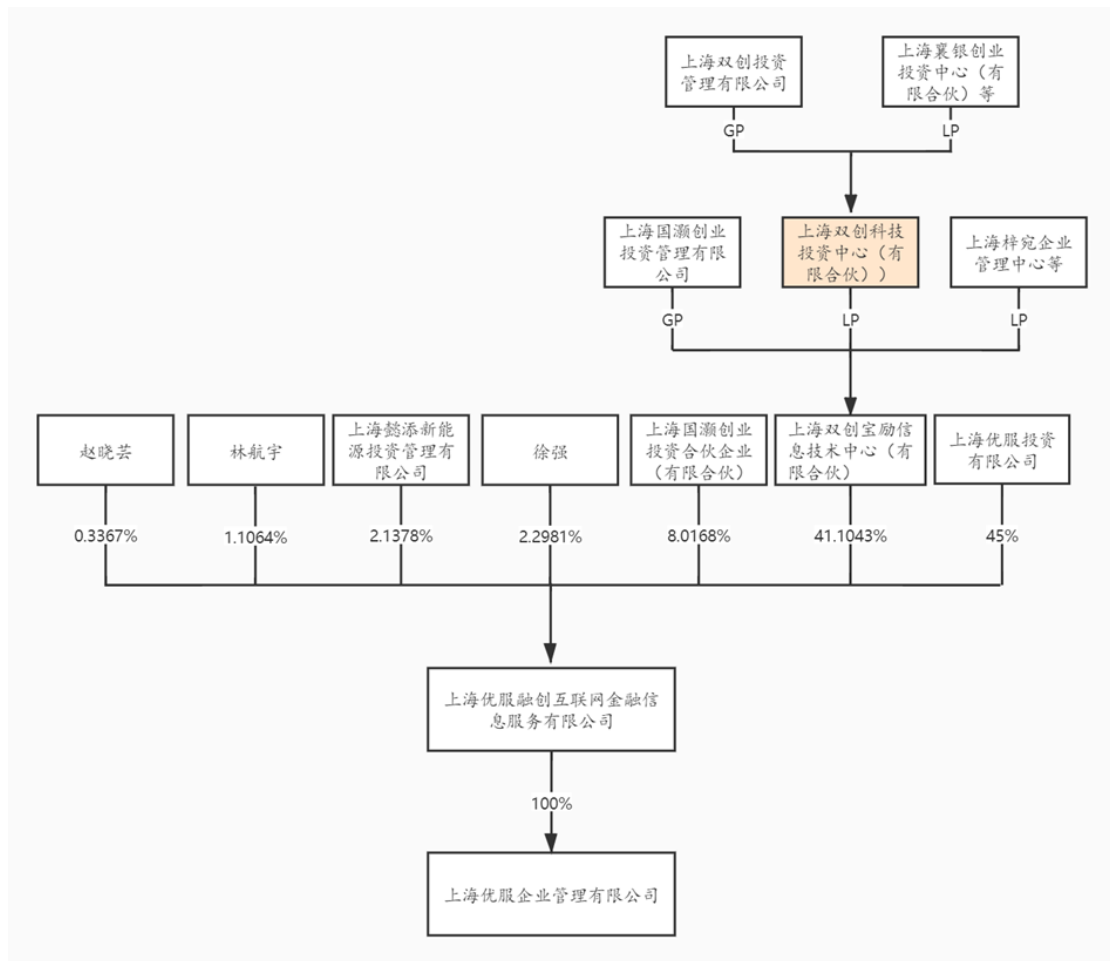 上海双创投资
管理有限公司
上海襄银创业
投资中心（有
限合伙）等
GP
LP
上海国灏创业
投资管理有限
公司
上海双创科技
投资中心（有
限合伙））
上海梓宛企业
管理中心等
GP
LP
LP
赵晓芸
林航宇
上海懿添新能
源投资管理有
限公司
徐强
上海国灏创业
投资合伙企业
（有限合伙）
上海双创宝励信
息技术中心（有
限合伙）
上海优服投资
有限公司
0.3367%
1.1064%
2.1378%
2.2981%
8.0168%
41.1043%
45%
上海优服融创互联网金融信
息服务有限公司
100%
上海优服企业管理有限公司